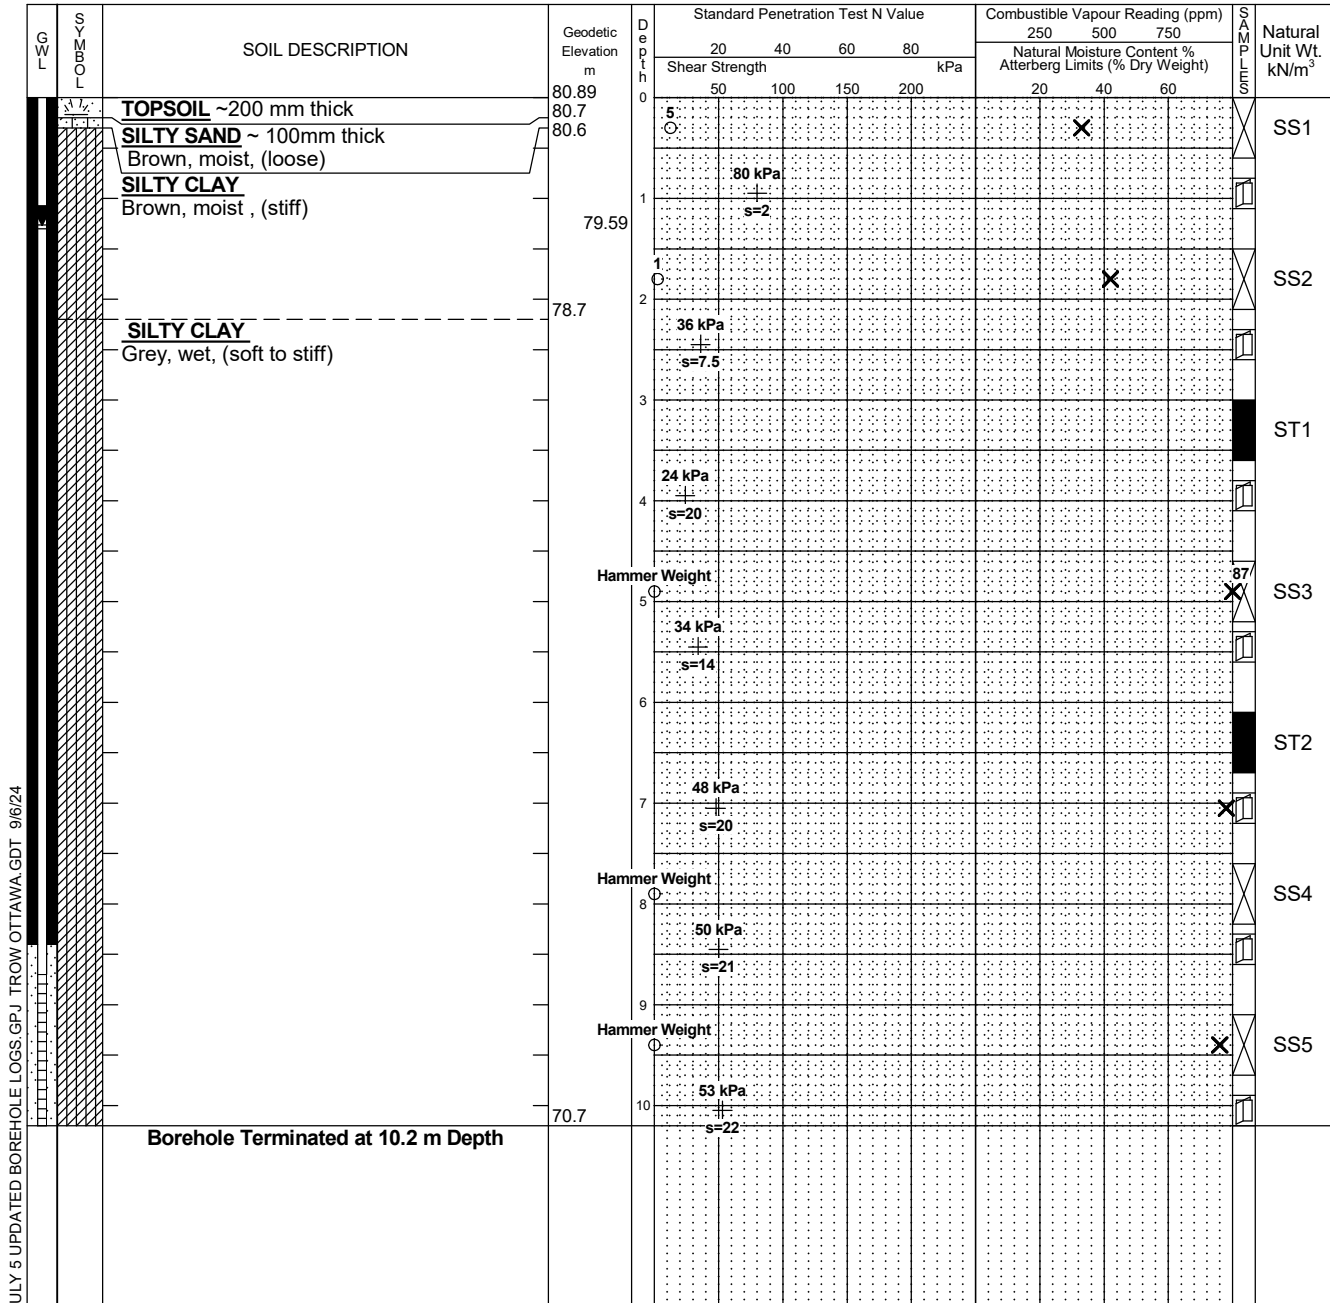 GWL
SYMBOL
SOIL DESCRIPTION
Geodetic
Elevation
m
Depth
Standard Penetration Test N Value
20 40 60 80
Shear Strength kPa
50 100 150 200
Combustible Vapour Reading (ppm)
250 500 750
Natural Moisture Content %
Atterberg Limits (% Dry Weight)
20 40 60
SAMPLES
Natural
Unit Wt.
kN/m³
80.89
0
TOPSOIL ~200 mm thick
80.7
5
SILTY SAND ~ 100mm thick
80.6
SS1
Brown, moist, (loose)
80 kPa
SILTY CLAY
1
Brown, moist , (stiff)
s=2
79.59
1
SS2
2
78.7
36 kPa
SILTY CLAY
Grey, wet, (soft to stiff)
s=7.5
3
ST1
24 kPa
4
s=20
Hammer Weight
87
SS3
5
34 kPa
s=14
6
ST2
48 kPa
7
s=20
Hammer Weight
SS4
8
50 kPa
s=21
9
Hammer Weight
SS5
53 kPa
10
70.7
s=22
Borehole Terminated at 10.2 m Depth
ULY 5 UPDATED BOREHOLE LOGS.GPJ TROW OTTAWA.GDT 9/6/24